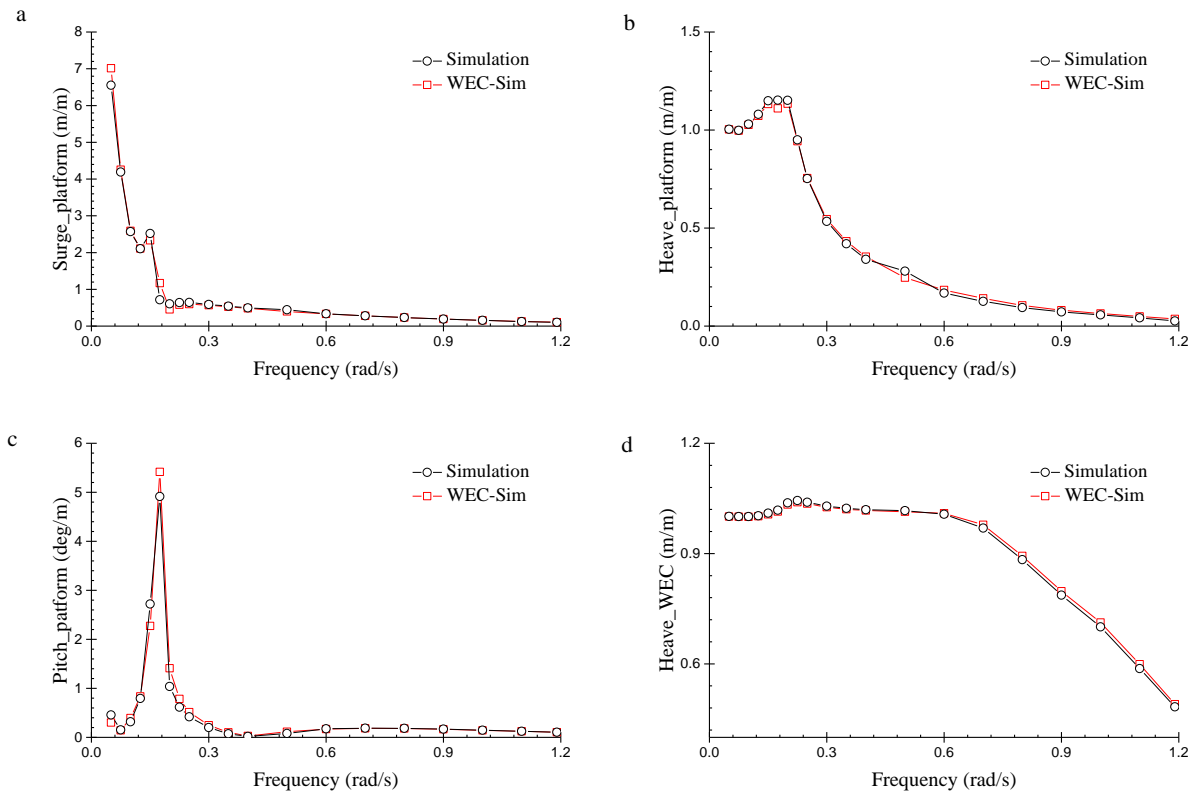 a
8
7
6
5
4
3
2
1
0
Surge_platform (m/m)
Simulation
WEC-Sim
0.0 0.3 0.6 0.9 1.2
Frequency (rad/s)
b
1.5
1.0
0.5
0.0
Heave_platform (m/m)
Simulation
WEC-Sim
0.0 0.3 0.6 0.9 1.2
Frequency (rad/s)
c
6
5
4
3
2
1
0
Pitch_patform (deg/m)
Simulation
WEC-Sim
0.0 0.3 0.6 0.9 1.2
Frequency (rad/s)
d
1.2
0.9
0.6
Heave_WEC (m/m)
Simulation
WEC-Sim
0.0 0.3 0.6 0.9 1.2
Frequency (rad/s)